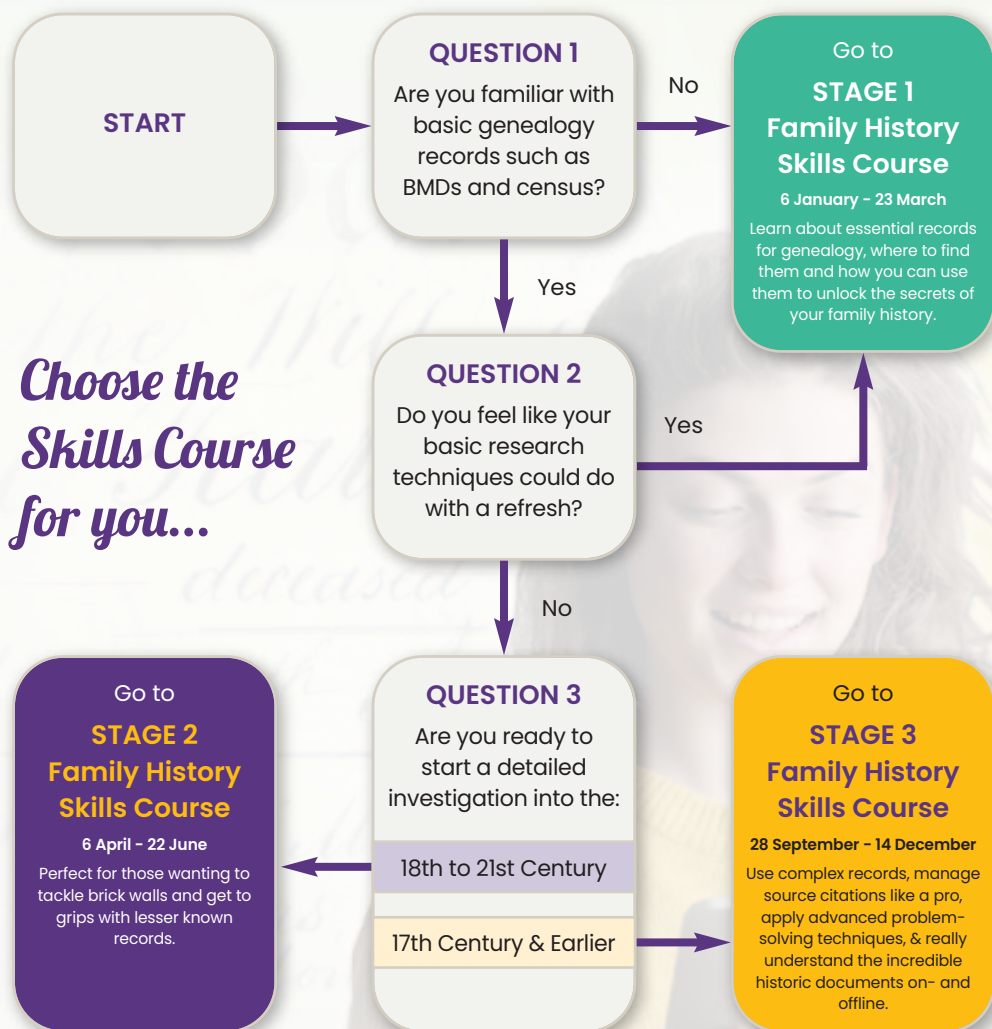 START
QUESTION 1
Are you familiar with
basic genealogy
records such as
BMDs and census?
No
Go to
STAGE 1
Family History
Skills Course
6 January - 23 March
Learn about essential records
for genealogy, where to find
them and how you can use
them to unlock the secrets of
your family history.
Yes
Choose the
Skills Course
for you...
QUESTION 2
Do you feel like your
basic research
techniques could do
with a refresh?
Yes
No
Go to
STAGE 2
Family History
Skills Course
6 April - 22 June
Perfect for those wanting to
tackle brick walls and get to
grips with lesser known
records.
QUESTION 3
Are you ready to
start a detailed
investigation into the:
18th to 21st Century
17th Century & Earlier
Go to
STAGE 3
Family History
Skills Course
28 September - 14 December
Use complex records, manage
source citations like a pro,
apply advanced problem-
solving techniques, & really
understand the incredible
historic documents on- and
offline.
deceased